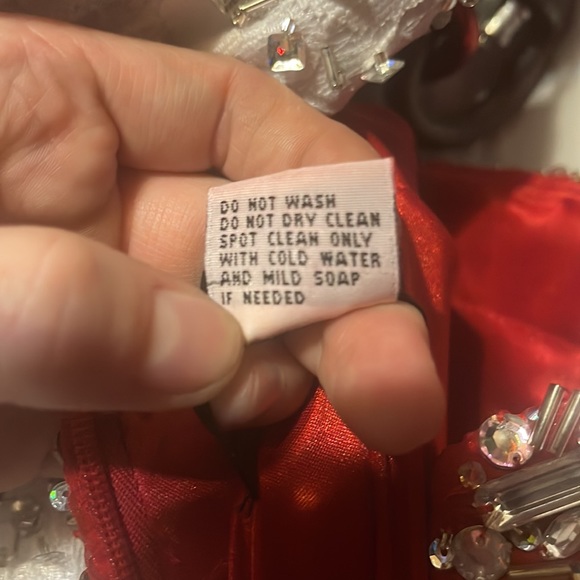 DO NOT WASH
DO NOT DRY CLEAN
SPOT CLEAN ONLY
WITH COLD WATER
AND MILD SOAP
IF NEEDED